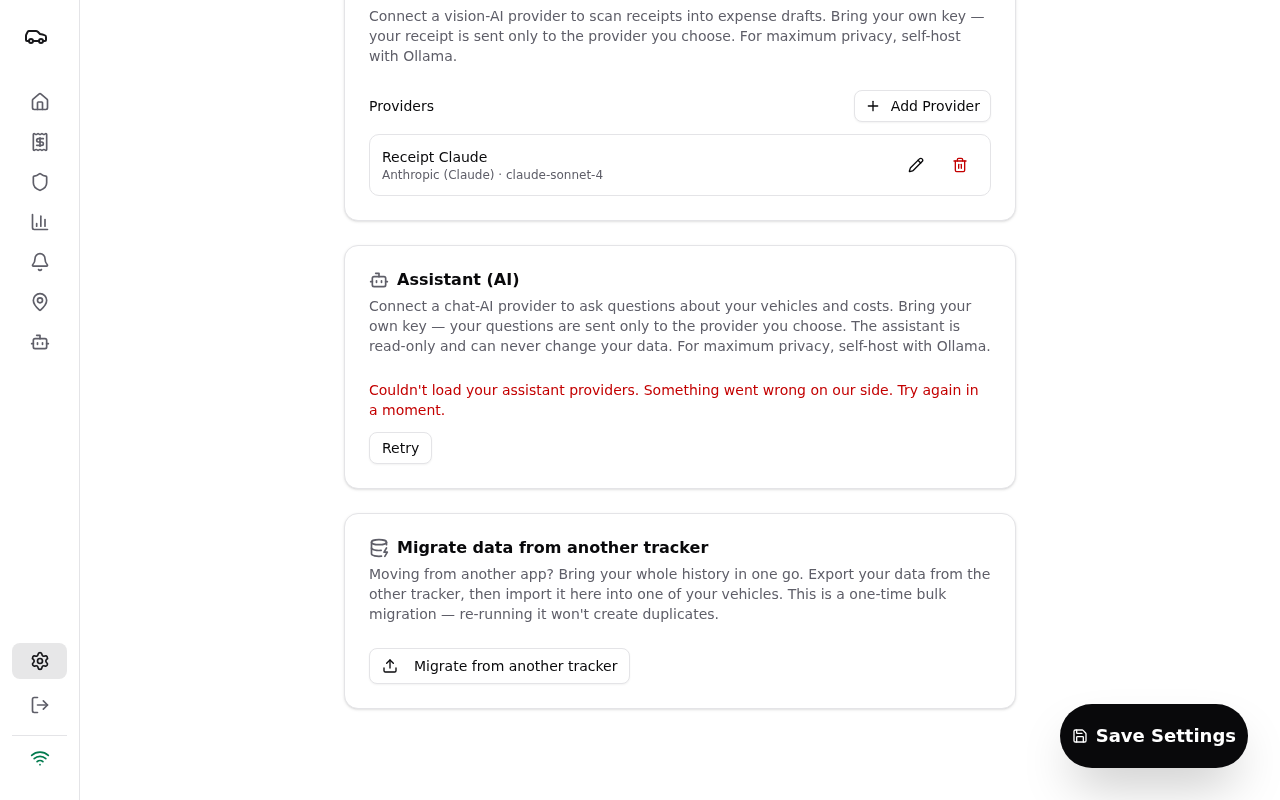 Connect a vision-AI provider to scan receipts into expense drafts. Bring your own key —
your receipt is sent only to the provider you choose. For maximum privacy, self-host
with Ollama.
Providers
Add Provider
Receipt Claude
Anthropic (Claude) · claude-sonnet-4
Assistant (AI)
Connect a chat-AI provider to ask questions about your vehicles and costs. Bring your
own key — your questions are sent only to the provider you choose. The assistant is
read-only and can never change your data. For maximum privacy, self-host with Ollama.
Couldn't load your assistant providers. Something went wrong on our side. Try again in
a moment.
Retry
Migrate data from another tracker
Moving from another app? Bring your whole history in one go. Export your data from the
other tracker, then import it here into one of your vehicles. This is a one-time bulk
migration — re-running it won't create duplicates.
Migrate from another tracker
Save Settings